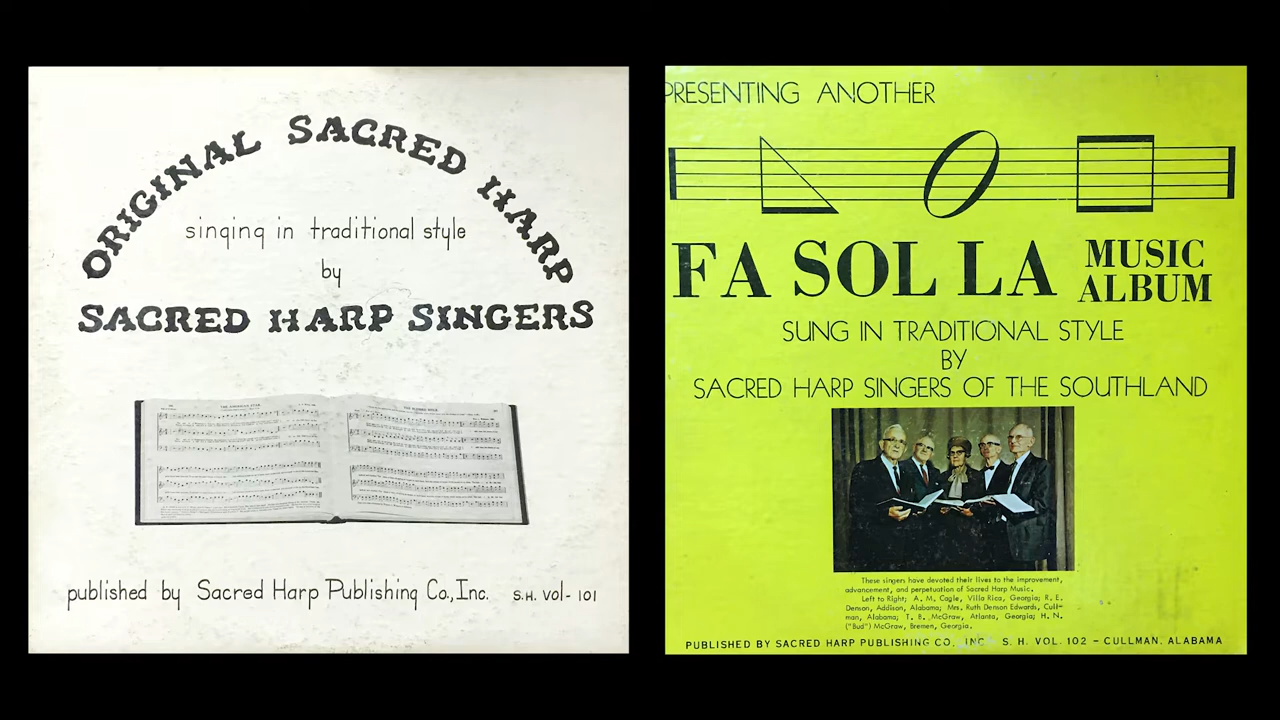 ORIGINAL SACRED HARP
singing in traditional style
by
SACRED HARP SINGERS
published by Sacred Harp Publishing Co., Inc. S.H. Vol- 101
PRESENTING ANOTHER
FA SOL LA MUSIC ALBUM
SUNG IN TRADITIONAL STYLE
BY
SACRED HARP SINGERS OF THE SOUTHLAND
These singers have devoted their lives to the improvement,
advancement, and perpetuation of Sacred Harp Music.
Left to Right; A. M. Cagle, Villa Rica, Georgia; R. E.
Denson, Addison, Alabama; Mrs. Ruth Denson Edwards, Cull-
man, Alabama; T. B. McGraw, Atlanta, Georgia; H. N.
("Bud") McGraw, Bremen, Georgia.
PUBLISHED BY SACRED HARP PUBLISHING CO. INC. S. H. VOL. 102 – CULLMAN, ALABAMA